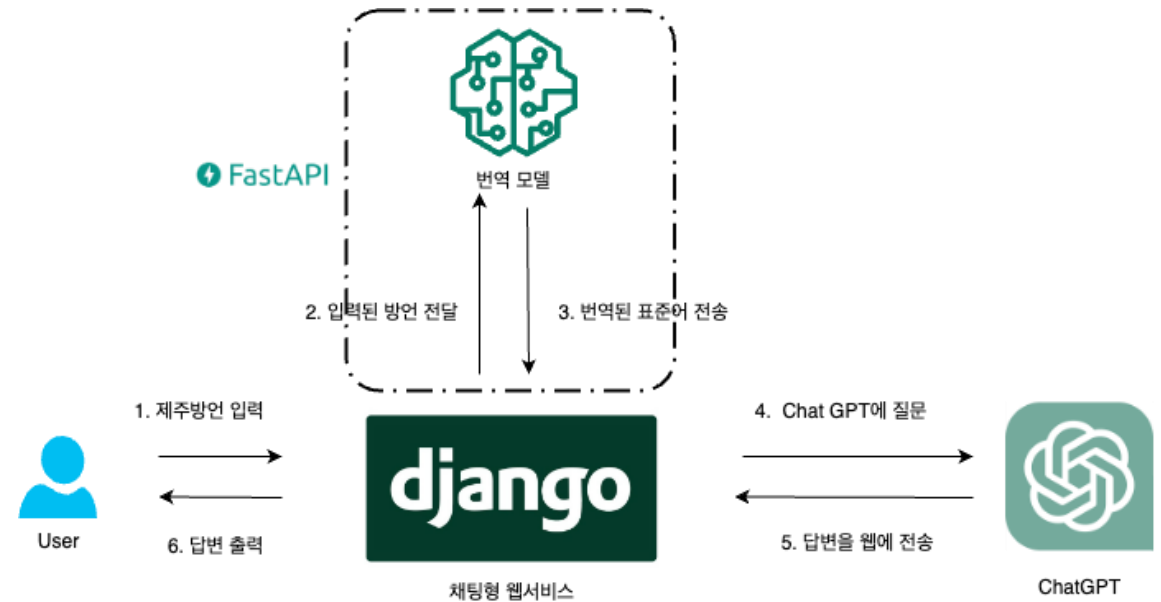 FastAPI
번역 모델
2. 입력된 방언 전달
3. 번역된 표준어 전송
1. 제주방언 입력
4. Chat GPT에 질문
django
User
6. 답변 출력
5. 답변을 웹에 전송
채팅형 웹서비스
ChatGPT